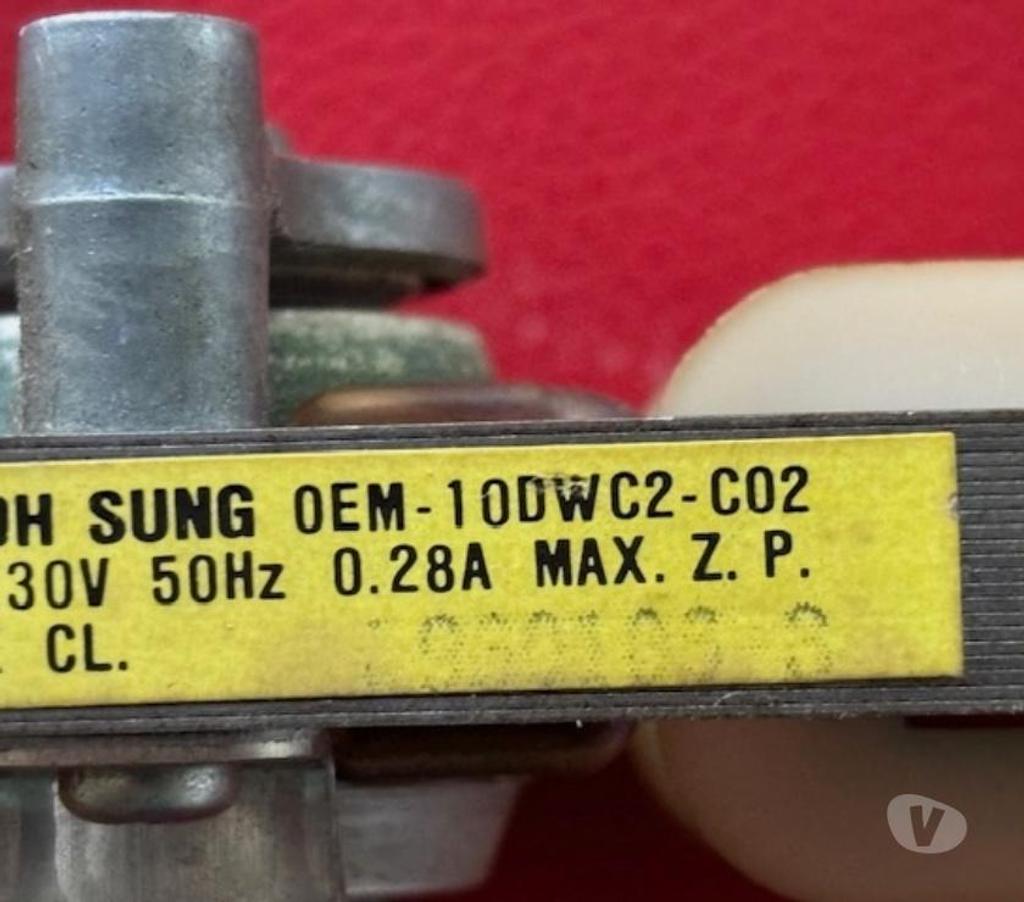 OH SUNG OEM-10DWC2-C02
30V 50Hz 0.28A MAX. Z. P.
CL.
V